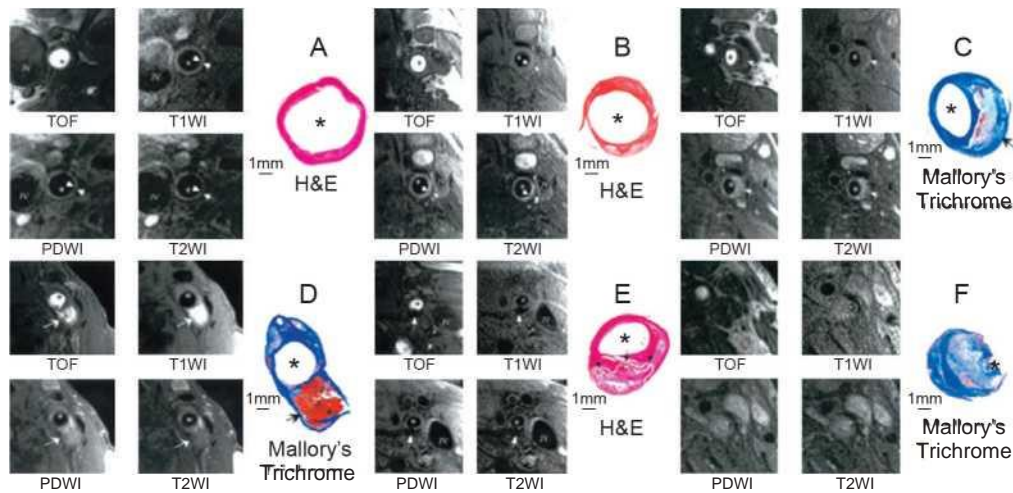 A
B
C
TOF
T1WI
TOF
T1WI
TOF
T1WI
*
*
*
1mm
H&E
1mm
H&E
1mm
Mallory's
Trichrome
PDWI
T2WI
PDWI
T2WI
PDWI
T2WI
D
E
F
TOF
T1WI
TOF
T1WI
TOF
T1WI
*
*
*
1mm
Mallory's
Trichrome
1mm
H&E
1mm
Mallory's
Trichrome
PDWI
T2WI
PDWI
T2WI
PDWI
T2WI